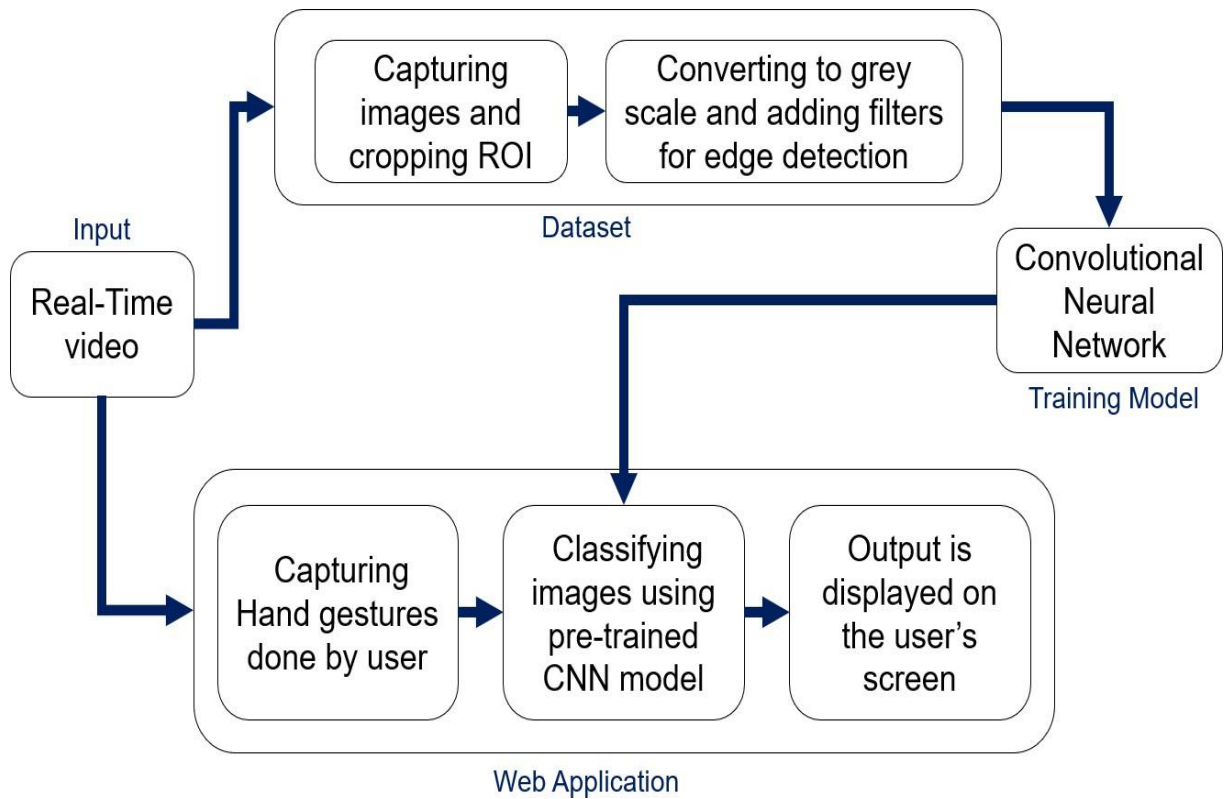 Capturing
images and
cropping ROI
Converting to grey
scale and adding filters
for edge detection
Dataset
Input
Real-Time
video
Convolutional
Neural
Network
Training Model
Capturing
Hand gestures
done by user
Classifying
images using
pre-trained
CNN model
Output is
displayed on
the user’s
screen
Web Application